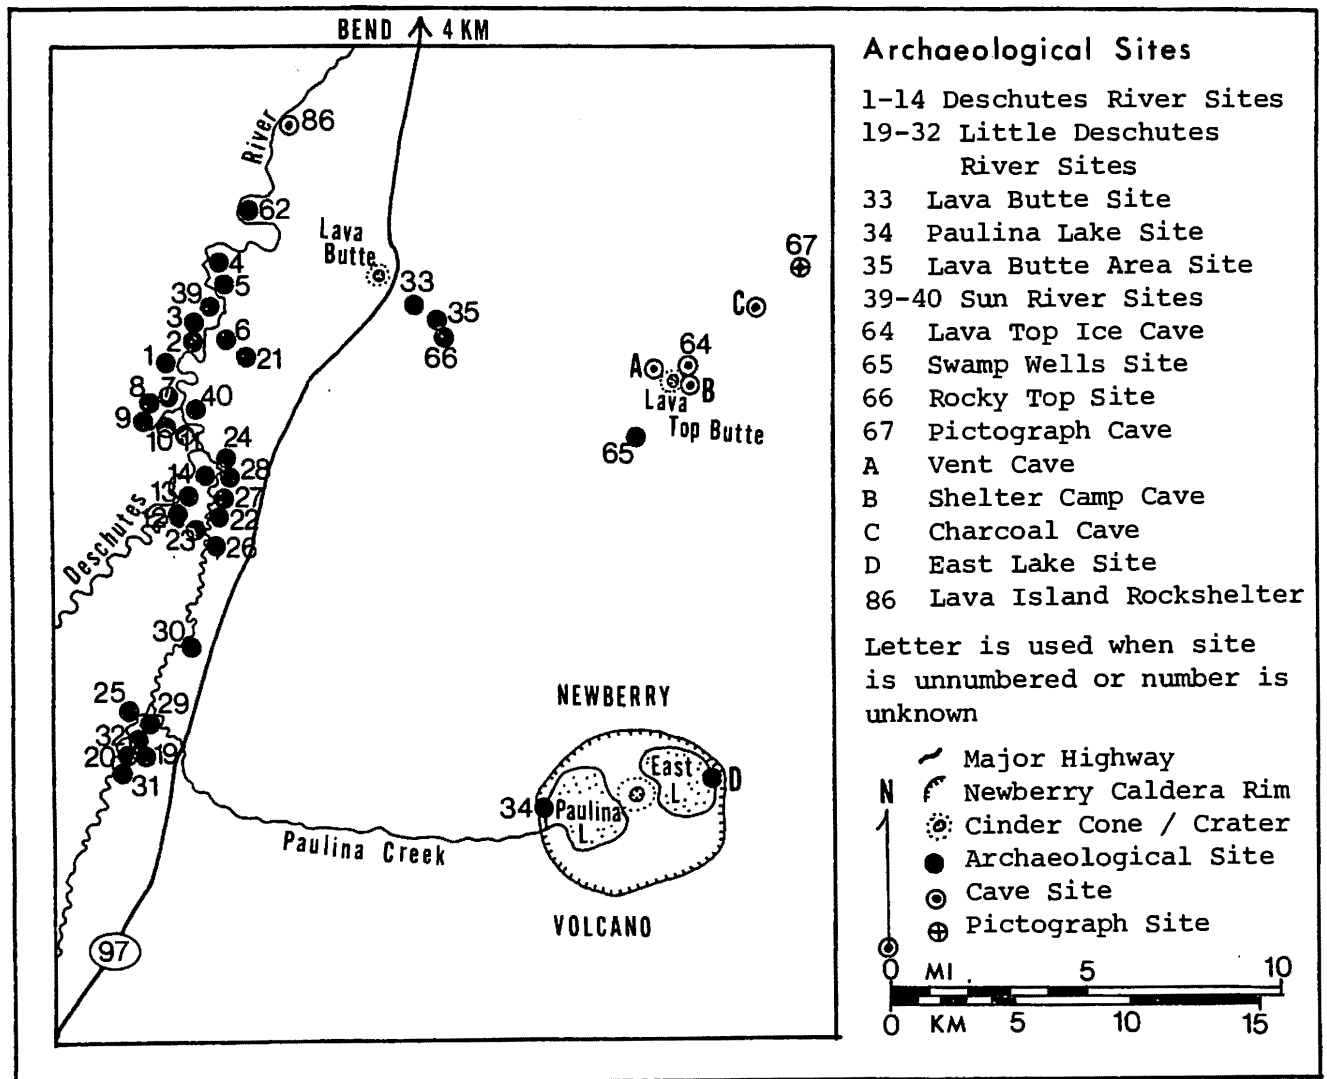 BEND 4 KM
River
86
62
Lava
Butte
4
5
39
3
2
6
21
1
33
35
66
67
C
A
64
B
Lava
Top Butte
65
8
7
40
9
10
11
24
14
28
13
27
12
22
23
26
Deschutes
30
25
29
32
20
19
31
NEWBERRY
East
L.
D
34
Paulina
L.
Paulina Creek
VOLCANO
97
Archaeological Sites
1-14 Deschutes River Sites
19-32 Little Deschutes
River Sites
33 Lava Butte Site
34 Paulina Lake Site
35 Lava Butte Area Site
39-40 Sun River Sites
64 Lava Top Ice Cave
65 Swamp Wells Site
66 Rocky Top Site
67 Pictograph Cave
A Vent Cave
B Shelter Camp Cave
C Charcoal Cave
D East Lake Site
86 Lava Island Rockshelter
Letter is used when site
is unnumbered or number is
unknown
Major Highway
N
Newberry Caldera Rim
Cinder Cone / Crater
Archaeological Site
Cave Site
Pictograph Site
0 MI 5 10
0 KM 5 10 15